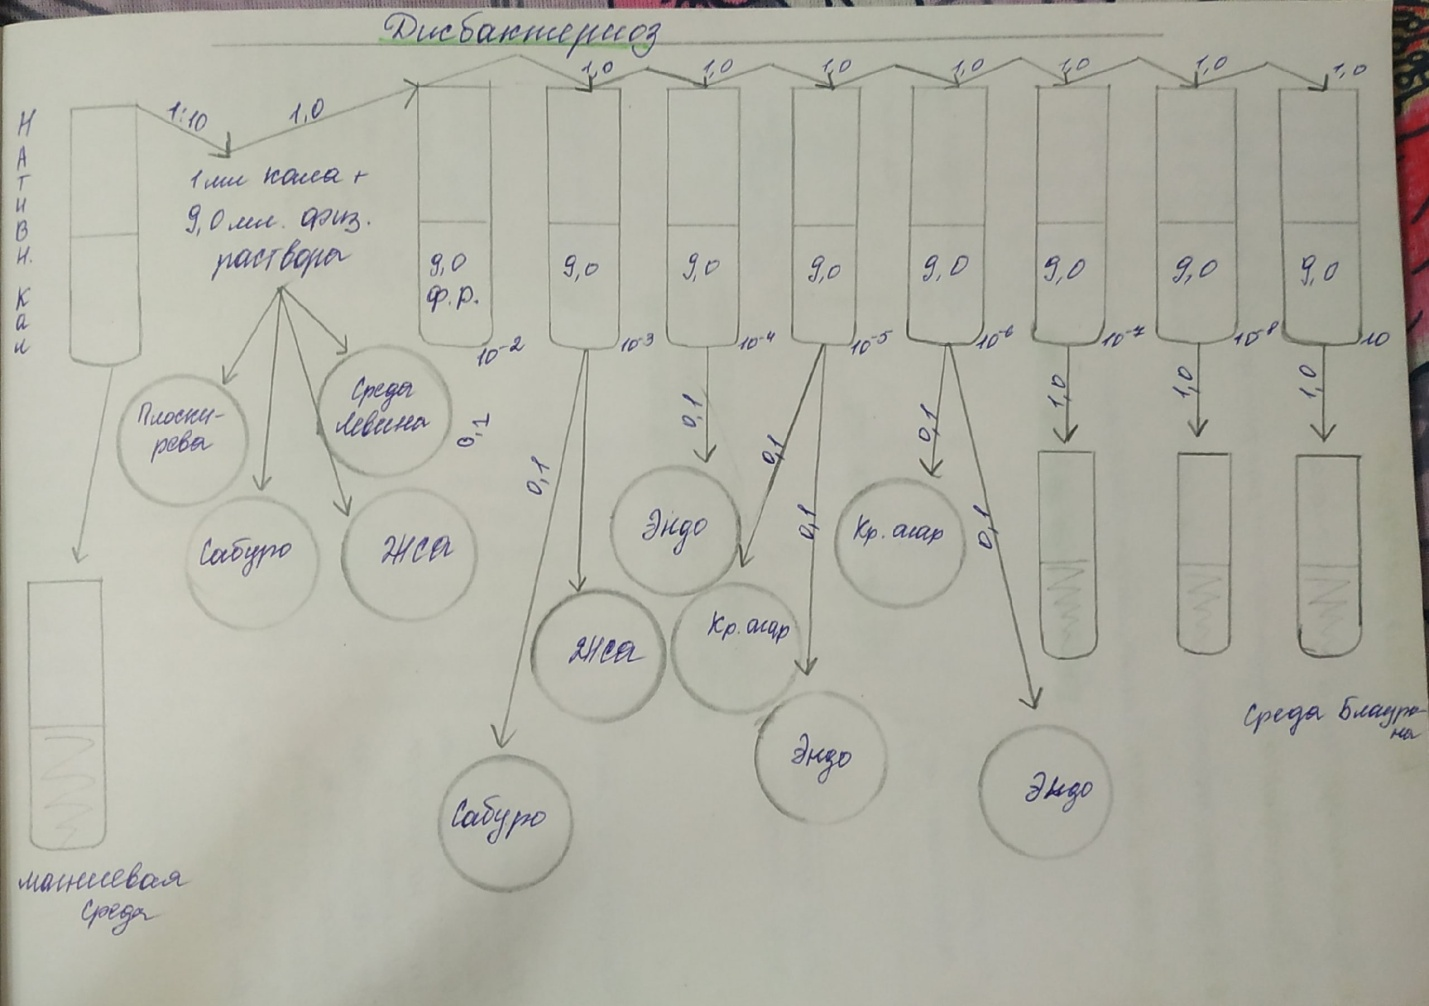 Дисбактериоз
Нативн. кал
1:10
1,0
1,0
1,0
1,0
1,0
1,0
1,0
1,0
1 мл кала +
9,0 мл. физ.
раствора
9,0
ф.р.
9,0
9,0
9,0
9,0
9,0
9,0
9,0
10⁻²
10⁻³
10⁻⁴
10⁻⁵
10⁻⁶
10⁻⁷
10⁻⁸
10
Плоски-
рева
Среда
Левина
0,1
0,1
0,1
0,1
0,1
0,1
0,1
1,0
1,0
1,0
Сабуро
ЖСА
Эндо
Кр. агар
ЖСА
Кр. агар
Сабуро
Эндо
Эндо
Среда Блауро-
на
магниевая
среда